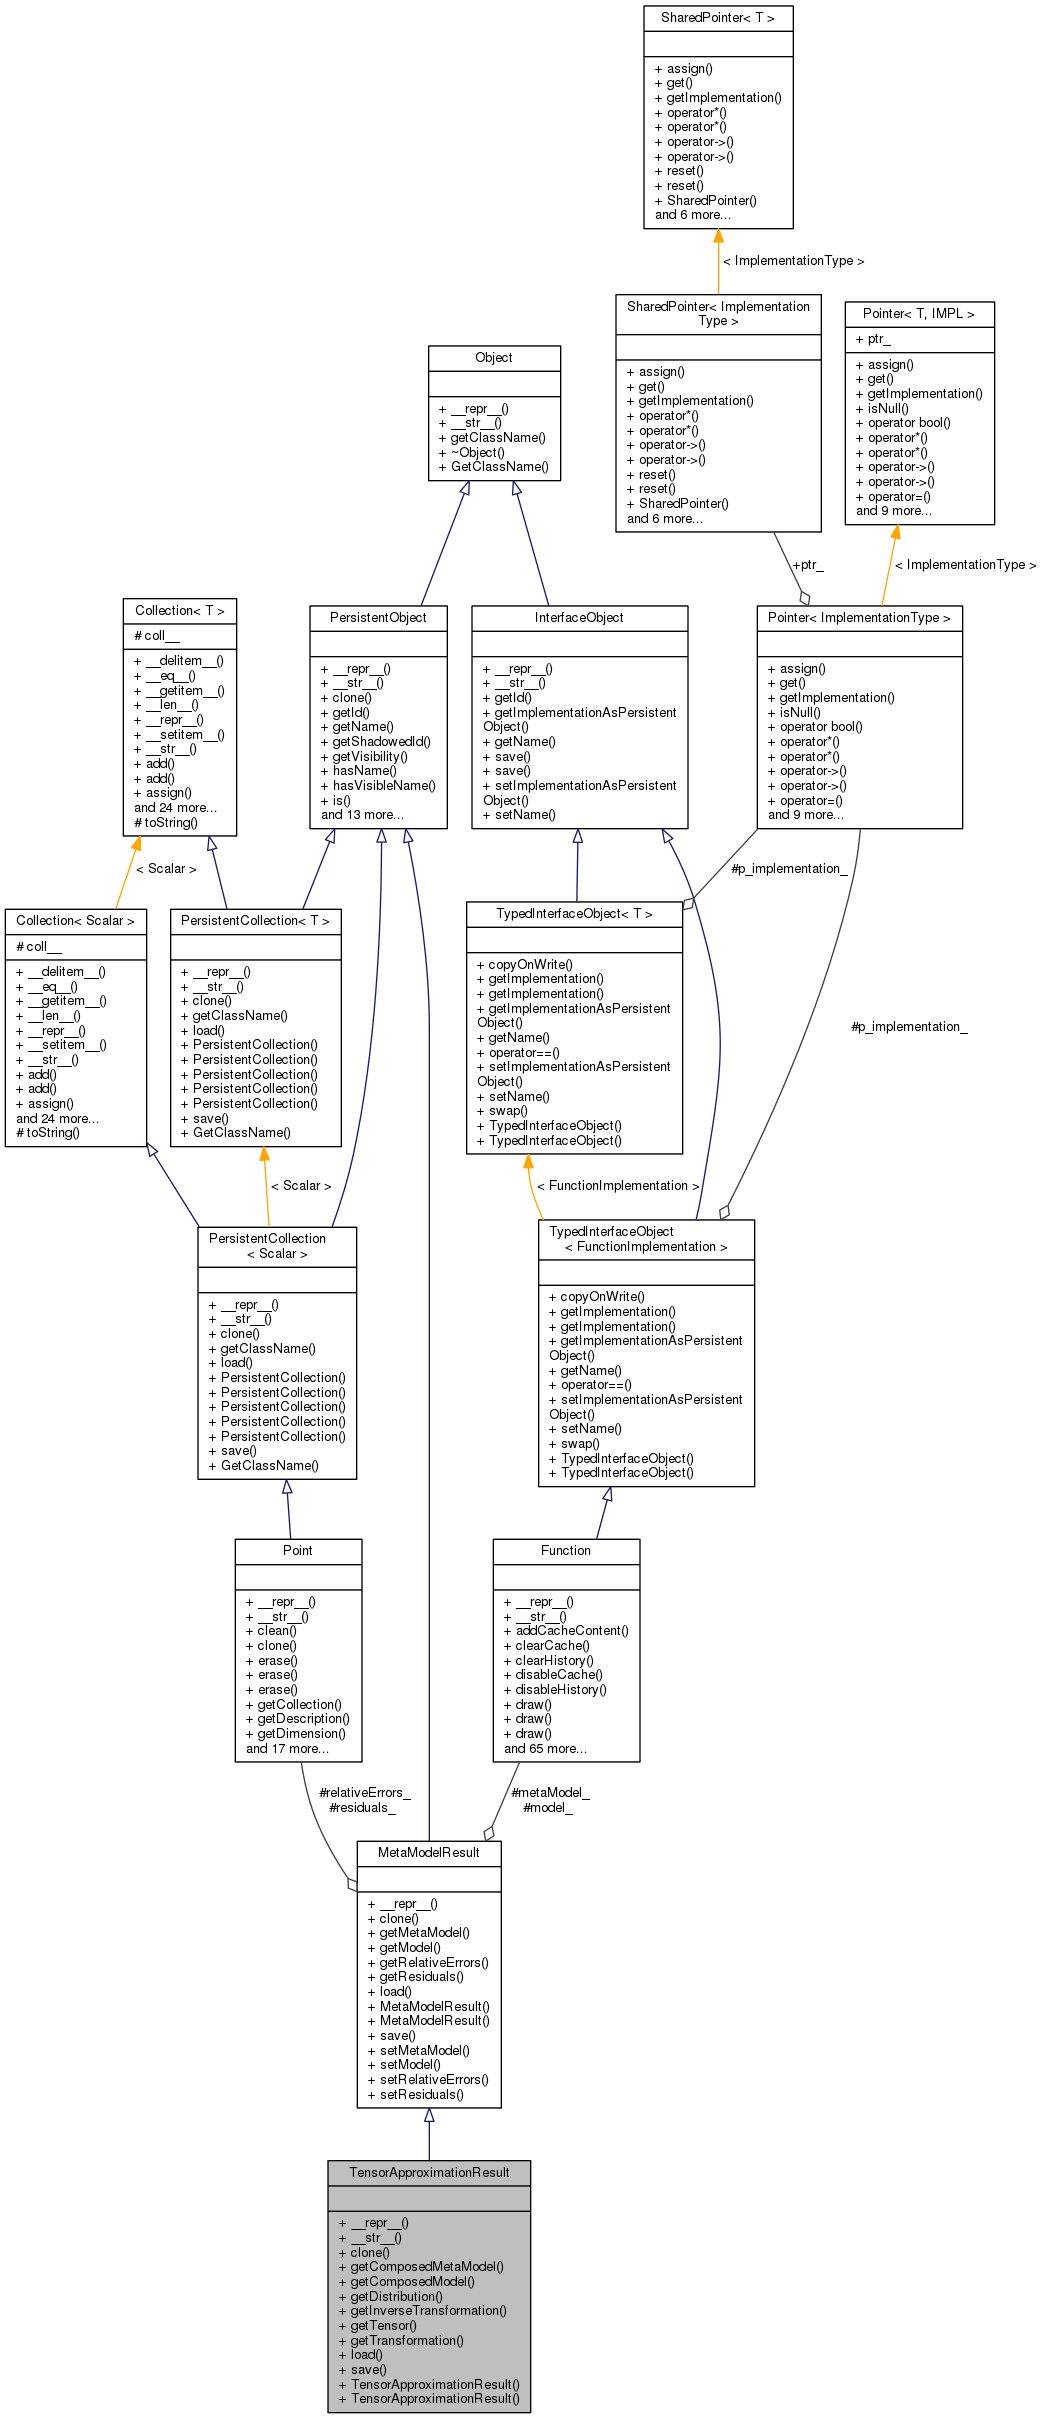 SharedPointer< T >
+ assign()
+ get()
+ getImplementation()
+ operator*()
+ operator*()
+ operator->()
+ operator->()
+ reset()
+ reset()
+ SharedPointer()
and 6 more...
< ImplementationType >
SharedPointer< Implementation
Type >
+ assign()
+ get()
+ getImplementation()
+ operator*()
+ operator*()
+ operator->()
+ operator->()
+ reset()
+ reset()
+ SharedPointer()
and 6 more...
Pointer< T, IMPL >
+ ptr_
+ assign()
+ get()
+ getImplementation()
+ isNull()
+ operator bool()
+ operator*()
+ operator*()
+ operator->()
+ operator->()
+ operator=()
and 9 more...
Object
+ __repr__()
+ __str__()
+ getClassName()
+ ~Object()
+ GetClassName()
+ptr_
< ImplementationType >
Collection< T >
# coll__
+ __delitem__()
+ __eq__()
+ __getitem__()
+ __len__()
+ __repr__()
+ __setitem__()
+ __str__()
+ add()
+ add()
+ assign()
and 24 more...
# toString()
PersistentObject
+ __repr__()
+ __str__()
+ clone()
+ getId()
+ getName()
+ getShadowedId()
+ getVisibility()
+ hasName()
+ hasVisibleName()
+ is()
and 13 more...
InterfaceObject
+ __repr__()
+ __str__()
+ getId()
+ getImplementationAsPersistent
Object()
+ getName()
+ save()
+ save()
+ setImplementationAsPersistent
Object()
+ setName()
Pointer< ImplementationType >
+ assign()
+ get()
+ getImplementation()
+ isNull()
+ operator bool()
+ operator*()
+ operator*()
+ operator->()
+ operator->()
+ operator=()
and 9 more...
< Scalar >
#p_implementation_
Collection< Scalar >
# coll__
+ __delitem__()
+ __eq__()
+ __getitem__()
+ __len__()
+ __repr__()
+ __setitem__()
+ __str__()
+ add()
+ add()
+ assign()
and 24 more...
# toString()
PersistentCollection< T >
+ __repr__()
+ __str__()
+ clone()
+ getClassName()
+ load()
+ PersistentCollection()
+ PersistentCollection()
+ PersistentCollection()
+ PersistentCollection()
+ PersistentCollection()
+ save()
+ GetClassName()
TypedInterfaceObject< T >
+ copyOnWrite()
+ getImplementation()
+ getImplementation()
+ getImplementationAsPersistent
Object()
+ getName()
+ operator==()
+ setImplementationAsPersistent
Object()
+ setName()
+ swap()
+ TypedInterfaceObject()
+ TypedInterfaceObject()
#p_implementation_
< Scalar >
< FunctionImplementation >
PersistentCollection
< Scalar >
+ __repr__()
+ __str__()
+ clone()
+ getClassName()
+ load()
+ PersistentCollection()
+ PersistentCollection()
+ PersistentCollection()
+ PersistentCollection()
+ PersistentCollection()
+ save()
+ GetClassName()
TypedInterfaceObject
< FunctionImplementation >
+ copyOnWrite()
+ getImplementation()
+ getImplementation()
+ getImplementationAsPersistent
Object()
+ getName()
+ operator==()
+ setImplementationAsPersistent
Object()
+ setName()
+ swap()
+ TypedInterfaceObject()
+ TypedInterfaceObject()
Point
+ __repr__()
+ __str__()
+ clean()
+ clone()
+ erase()
+ erase()
+ erase()
+ getCollection()
+ getDescription()
+ getDimension()
and 17 more...
Function
+ __repr__()
+ __str__()
+ addCacheContent()
+ clearCache()
+ clearHistory()
+ disableCache()
+ disableHistory()
+ draw()
+ draw()
+ draw()
and 65 more...
#relativeErrors_
#residuals_
#metaModel_
#model_
MetaModelResult
+ __repr__()
+ clone()
+ getMetaModel()
+ getModel()
+ getRelativeErrors()
+ getResiduals()
+ load()
+ MetaModelResult()
+ MetaModelResult()
+ save()
+ setMetaModel()
+ setModel()
+ setRelativeErrors()
+ setResiduals()
TensorApproximationResult
+ __repr__()
+ __str__()
+ clone()
+ getComposedMetaModel()
+ getComposedModel()
+ getDistribution()
+ getInverseTransformation()
+ getTensor()
+ getTransformation()
+ load()
+ save()
+ TensorApproximationResult()
+ TensorApproximationResult()